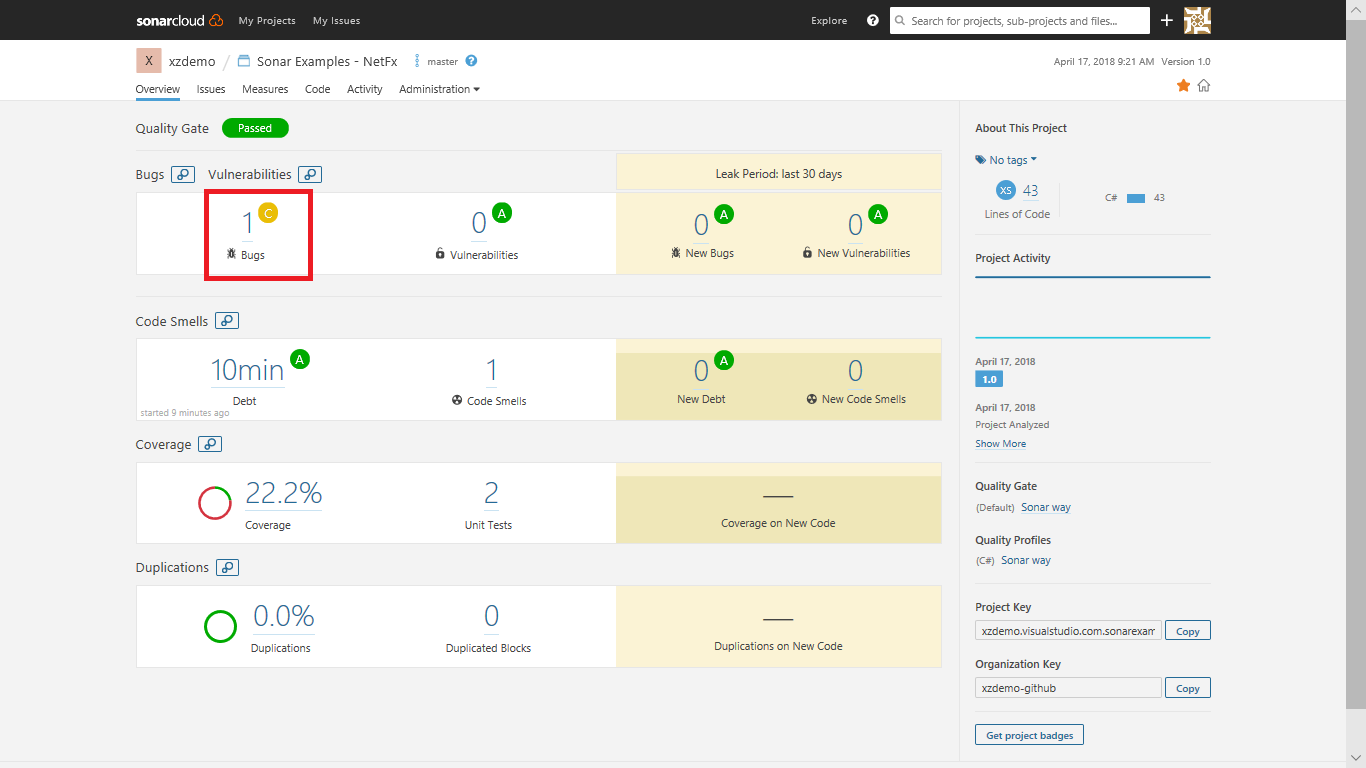 sonarcloud My Projects My Issues Explore ? Search for projects, sub-projects and files... +
X xzdemo / Sonar Examples - NetFx master ? April 17, 2018 9:21 AM Version 1.0
Overview Issues Measures Code Activity Administration
Quality Gate Passed
Bugs Vulnerabilities
Leak Period: last 30 days
1 C
Bugs
0 A
Vulnerabilities
0 A
New Bugs
0 A
New Vulnerabilities
Code Smells
10min A
Debt
started 9 minutes ago
1
Code Smells
0 A
New Debt
0
New Code Smells
Coverage
22.2%
Coverage
2
Unit Tests
—
Coverage on New Code
Duplications
0.0%
Duplications
0
Duplicated Blocks
—
Duplications on New Code
About This Project
No tags
XS 43
Lines of Code
C# 43
Project Activity
April 17, 2018
1.0
April 17, 2018
Project Analyzed
Show More
Quality Gate
(Default) Sonar way
Quality Profiles
(C#) Sonar way
Project Key
xzdemo.visualstudio.com.sonarexam Copy
Organization Key
xzdemo-github Copy
Get project badges